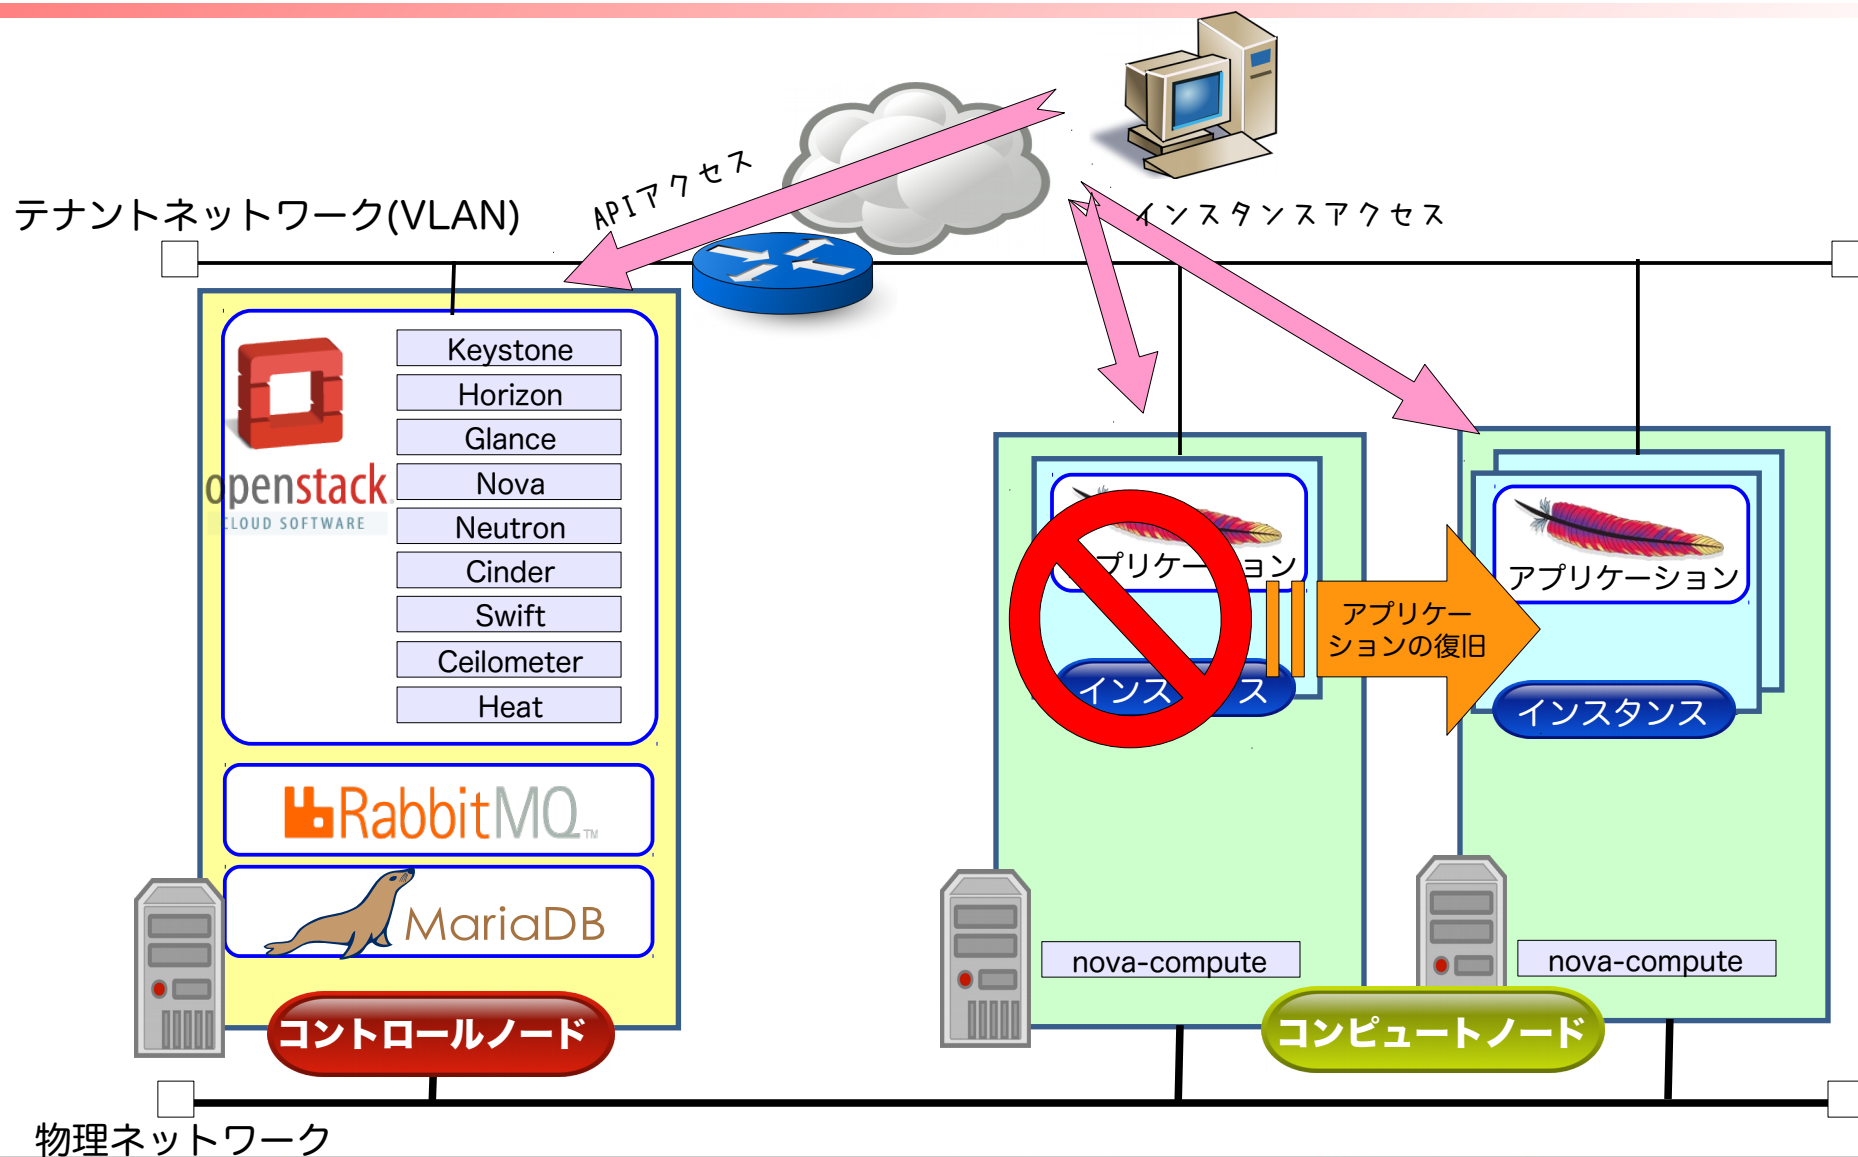 APIアクセス
テナントネットワーク(VLAN)
インスタンスアクセス
Keystone
Horizon
Glance
Nova
Neutron
Cinder
Swift
Ceilometer
Heat
openstack
CLOUD SOFTWARE
RabbitMQ™
MariaDB
コントロールノード
プリケーション
インス ス
アプリケー
ションの復旧
アプリケーション
インスタンス
nova-compute
nova-compute
コンピュートノード
物理ネットワーク